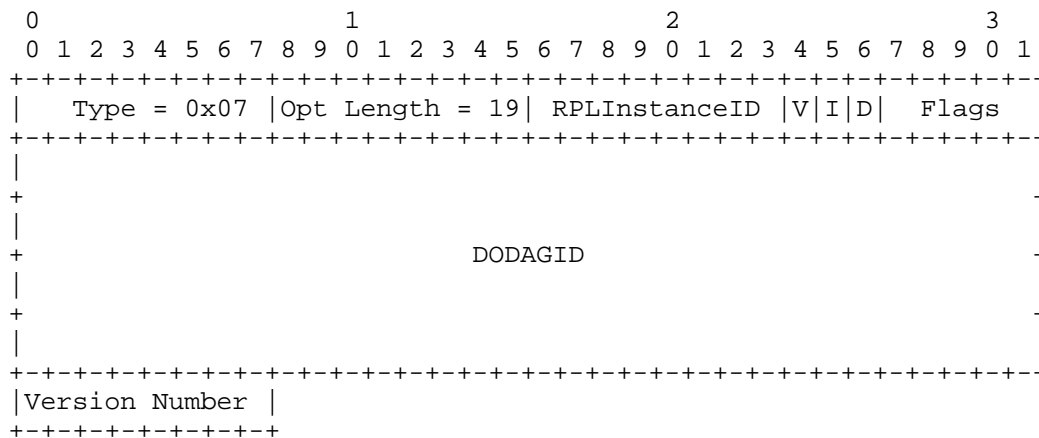 0                   1                   2                   3
 0 1 2 3 4 5 6 7 8 9 0 1 2 3 4 5 6 7 8 9 0 1 2 3 4 5 6 7 8 9 0 1
+-+-+-+-+-+-+-+-+-+-+-+-+-+-+-+-+-+-+-+-+-+-+-+-+-+-+-+-+-+-+-+--
|   Type = 0x07 |Opt Length = 19| RPLInstanceID |V|I|D|  Flags
+-+-+-+-+-+-+-+-+-+-+-+-+-+-+-+-+-+-+-+-+-+-+-+-+-+-+-+-+-+-+-+--
|
+                                                               -
|
+                            DODAGID                            -
|
+                                                               -
|
+-+-+-+-+-+-+-+-+-+-+-+-+-+-+-+-+-+-+-+-+-+-+-+-+-+-+-+-+-+-+-+--
|Version Number |
+-+-+-+-+-+-+-+-+